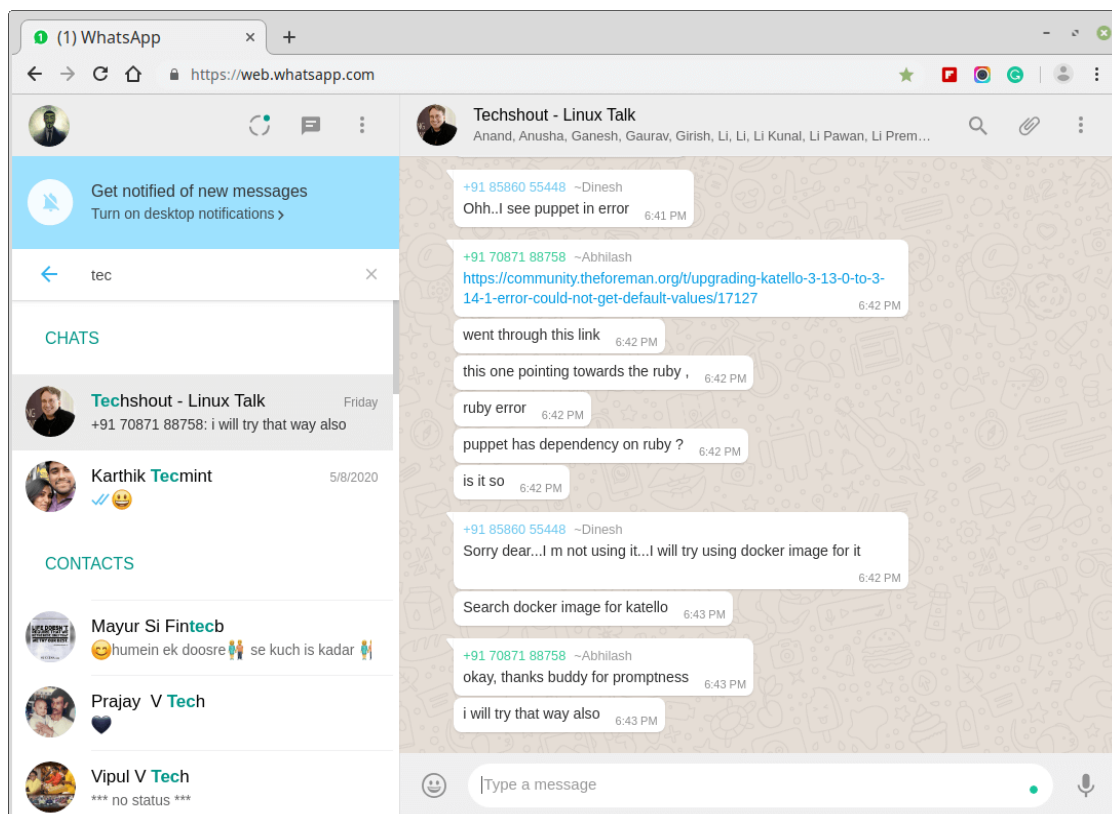 (1) WhatsApp
https://web.whatsapp.com
Get notified of new messages
Turn on desktop notifications >
tec
CHATS
Techshout - Linux Talk Friday
+91 70871 88758: i will try that way also
Karthik Tecmint 5/8/2020
CONTACTS
Mayur Si Fintecb
😊humein ek doosre👬 se kuch is kadar
Prajay V Tech
🖤
Vipul V Tech
*** no status ***
Techshout - Linux Talk
Anand, Anusha, Ganesh, Gaurav, Girish, Li, Li, Li Kunal, Li Pawan, Li Prem…
+91 85860 55448 ~Dinesh
Ohh..I see puppet in error 6:41 PM
+91 70871 88758 ~Abhilash
https://community.theforeman.org/t/upgrading-katello-3-13-0-to-3-
14-1-error-could-not-get-default-values/17127
6:42 PM
went through this link 6:42 PM
this one pointing towards the ruby , 6:42 PM
ruby error 6:42 PM
puppet has dependency on ruby ? 6:42 PM
is it so 6:42 PM
+91 85860 55448 ~Dinesh
Sorry dear...I m not using it...I will try using docker image for it
6:42 PM
Search docker image for katello 6:43 PM
+91 70871 88758 ~Abhilash
okay, thanks buddy for promptness 6:43 PM
i will try that way also 6:43 PM
Type a message